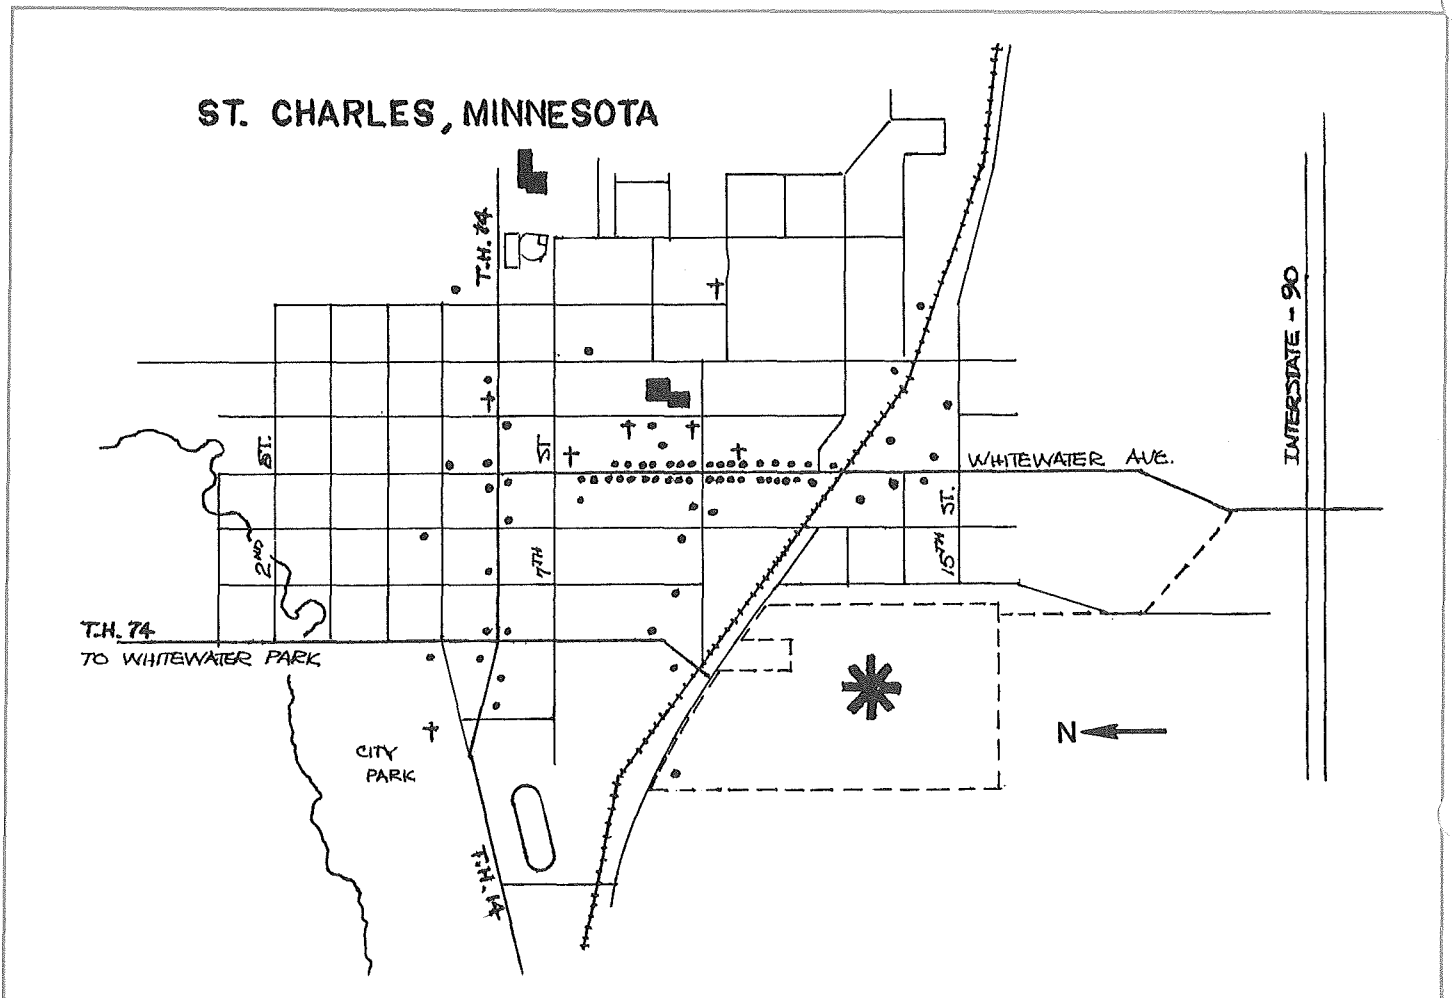 ST. CHARLES, MINNESOTA
T.H. 14
INTERSTATE - 90
WHITEWATER AVE.
2ND ST.
7TH ST
15TH ST.
T.H. 74
TO WHITEWATER PARK
CITY
PARK
N
T.H. 14